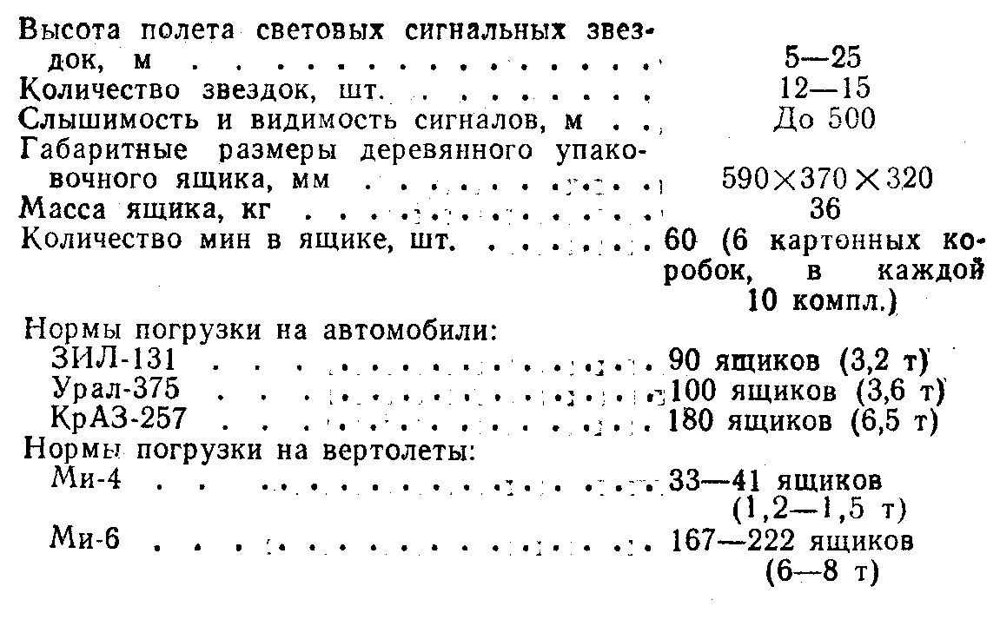 Высота полета световых сигнальных звез-
док, м . . . . . . . . . . . . . . . 5—25
Количество звездок, шт. . . . . . . . . 12—15
Слышимость и видимость сигналов, м . . До 500
Габаритные размеры деревянного упако-
вочного ящика, мм . . . . . . . . . . 590×370×320
Масса ящика, кг . . . . . . . . . . . . 36
Количество мин в ящике, шт. . . . . . . 60 (6 картонных ко-
робок, в каждой
10 компл.)
Нормы погрузки на автомобили:
ЗИЛ-131 . . . . . . . . . . . . . . 90 ящиков (3,2 т)
Урал-375 . . . . . . . . . . . . . . 100 ящиков (3,6 т)
КрАЗ-257 . . . . . . . . . . . . . . 180 ящиков (6,5 т)
Нормы погрузки на вертолеты:
Ми-4 . . . . . . . . . . . . . . . . 33—41 ящиков
(1,2—1,5 т)
Ми-6 . . . . . . . . . . . . . . . . 167—222 ящиков
(6—8 т)